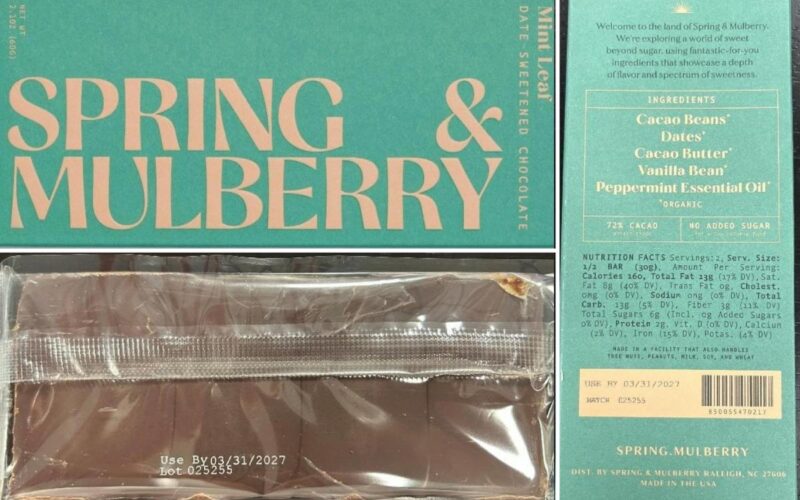 NET WT
2.1OZ (60G)
SPRING &
MULBERRY
Mint Leaf
DATE SWEETENED CHOCOLATE
Use By 03/31/2027
Lot 025255
Welcome to the land of Spring & Mulberry.
We're exploring a world of sweet
beyond sugar, using fantastic-for-you
ingredients that showcase a depth
of flavor and spectrum of sweetness.
INGREDIENTS
Cacao Beans*
Dates*
Cacao Butter*
Vanilla Bean*
Peppermint Essential Oil*
*ORGANIC
72% CACAO
NO ADDED SUGAR
NUTRITION FACTS Servings: 2, Serv. Size:
1/2 BAR (30g), Amount Per Serving:
Calories 160, Total Fat 13g (17% DV), Sat.
Fat 8g (40% DV), Trans Fat 0g, Cholest.
0mg (0% DV), Sodium 0mg (0% DV), Total
Carb. 13g (5% DV), Fiber 3g (11% DV)
Total Sugars 6g (Incl. 0g Added Sugars
0% DV), Protein 2g, Vit. D (0% DV), Calcium
(2% DV), Iron (15% DV), Potas. (4% DV)
MADE IN A FACILITY THAT ALSO HANDLES
TREE NUTS, PEANUTS, MILK, SOY, AND WHEAT
USE BY 03/31/2027
BATCH 025255
850055470217
SPRING.MULBERRY
DIST. BY SPRING & MULBERRY RALEIGH, NC 27606
MADE IN THE USA